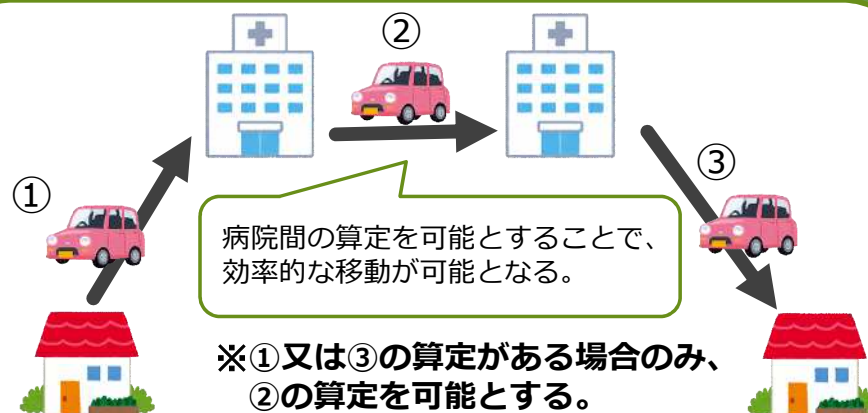 ②
①
③
病院間の算定を可能とすることで、
効率的な移動が可能となる。
※①又は③の算定がある場合のみ、
②の算定を可能とする。